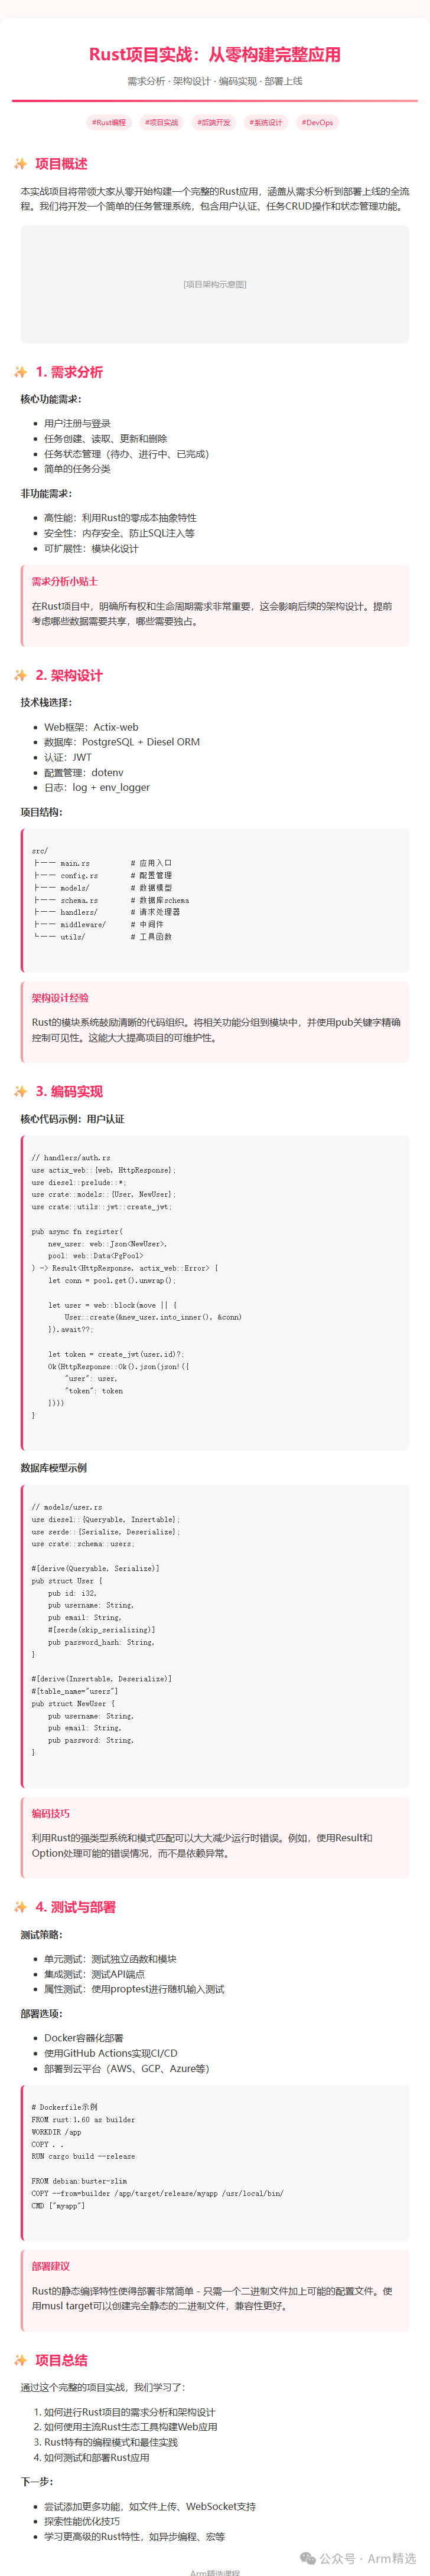 Rust项目实战：从零构建完整应用
需求分析 · 架构设计 · 编码实现 · 部署上线
#Rust编程 #项目实战 #后端开发 #系统设计 #DevOps
✨ 项目概述
本实战项目将带领大家从零开始构建一个完整的Rust应用，涵盖从需求分析到部署上线的全流
程。我们将开发一个简单的任务管理系统，包含用户认证、任务CRUD操作和状态管理功能。
[项目架构示意图]
✨ 1. 需求分析
核心功能需求：
• 用户注册与登录
• 任务创建、读取、更新和删除
• 任务状态管理（待办、进行中、已完成）
• 简单的任务分类
非功能需求：
• 高性能：利用Rust的零成本抽象特性
• 安全性：内存安全、防止SQL注入等
• 可扩展性：模块化设计
需求分析小贴士
在Rust项目中，明确所有权和生命周期需求非常重要，这会影响后续的架构设计。提前
考虑哪些数据需要共享，哪些需要独占。
✨ 2. 架构设计
技术栈选择：
• Web框架：Actix-web
• 数据库：PostgreSQL + Diesel ORM
• 认证：JWT
• 配置管理：dotenv
• 日志：log + env_logger
项目结构：
src/
├── main.rs          # 应用入口
├── config.rs        # 配置管理
├── models/          # 数据模型
├── schema.rs        # 数据库schema
├── handlers/        # 请求处理器
├── middleware/      # 中间件
└── utils/           # 工具函数
架构设计经验
Rust的模块系统鼓励清晰的代码组织。将相关功能分组到模块中，并使用pub关键字精确
控制可见性。这能大大提高项目的可维护性。
✨ 3. 编码实现
核心代码示例：用户认证
// handlers/auth.rs
use actix_web::{web, HttpResponse};
use diesel::prelude::*;
use crate::models::{User, NewUser};
use crate::utils::jwt::create_jwt;
pub async fn register(
    new_user: web::Json<NewUser>,
    pool: web::Data<PgPool>
) -> Result<HttpResponse, actix_web::Error> {
    let conn = pool.get().unwrap();
    let user = web::block(move || {
        User::create(&new_user.into_inner(), &conn)
    }).await??;
    let token = create_jwt(user.id)?;
    Ok(HttpResponse::Ok().json(json!({
        "user": user,
        "token": token
    })))
}
数据库模型示例
// models/user.rs
use diesel::{Queryable, Insertable};
use serde::{Serialize, Deserialize};
use crate::schema::users;
#[derive(Queryable, Serialize)]
pub struct User {
    pub id: i32,
    pub username: String,
    pub email: String,
    #[serde(skip_serializing)]
    pub password_hash: String,
}
#[derive(Insertable, Deserialize)]
#[table_name="users"]
pub struct NewUser {
    pub username: String,
    pub email: String,
    pub password: String,
}
编码技巧
利用Rust的强类型系统和模式匹配可以大大减少运行时错误。例如，使用Result和
Option处理可能的错误情况，而不是依赖异常。
✨ 4. 测试与部署
测试策略：
• 单元测试：测试独立函数和模块
• 集成测试：测试API端点
• 属性测试：使用proptest进行随机输入测试
部署选项：
• Docker容器化部署
• 使用GitHub Actions实现CI/CD
• 部署到云平台（AWS、GCP、Azure等）
# Dockerfile示例
FROM rust:1.60 as builder
WORKDIR /app
COPY . .
RUN cargo build --release
FROM debian:buster-slim
COPY --from=builder /app/target/release/myapp /usr/local/bin/
CMD ["myapp"]
部署建议
Rust的静态编译特性使得部署非常简单 - 只需一个二进制文件加上可能的配置文件。使
用musl target可以创建完全静态的二进制文件，兼容性更好。
✨ 项目总结
通过这个完整的项目实战，我们学习了：
1. 如何进行Rust项目的需求分析和架构设计
2. 如何使用主流Rust生态工具构建Web应用
3. Rust特有的编程模式和最佳实践
4. 如何测试和部署Rust应用
下一步：
• 尝试添加更多功能，如文件上传、WebSocket支持
• 探索性能优化技巧
• 学习更高级的Rust特性，如异步编程、宏等
公众号 · Arm精选
Arm精选课程